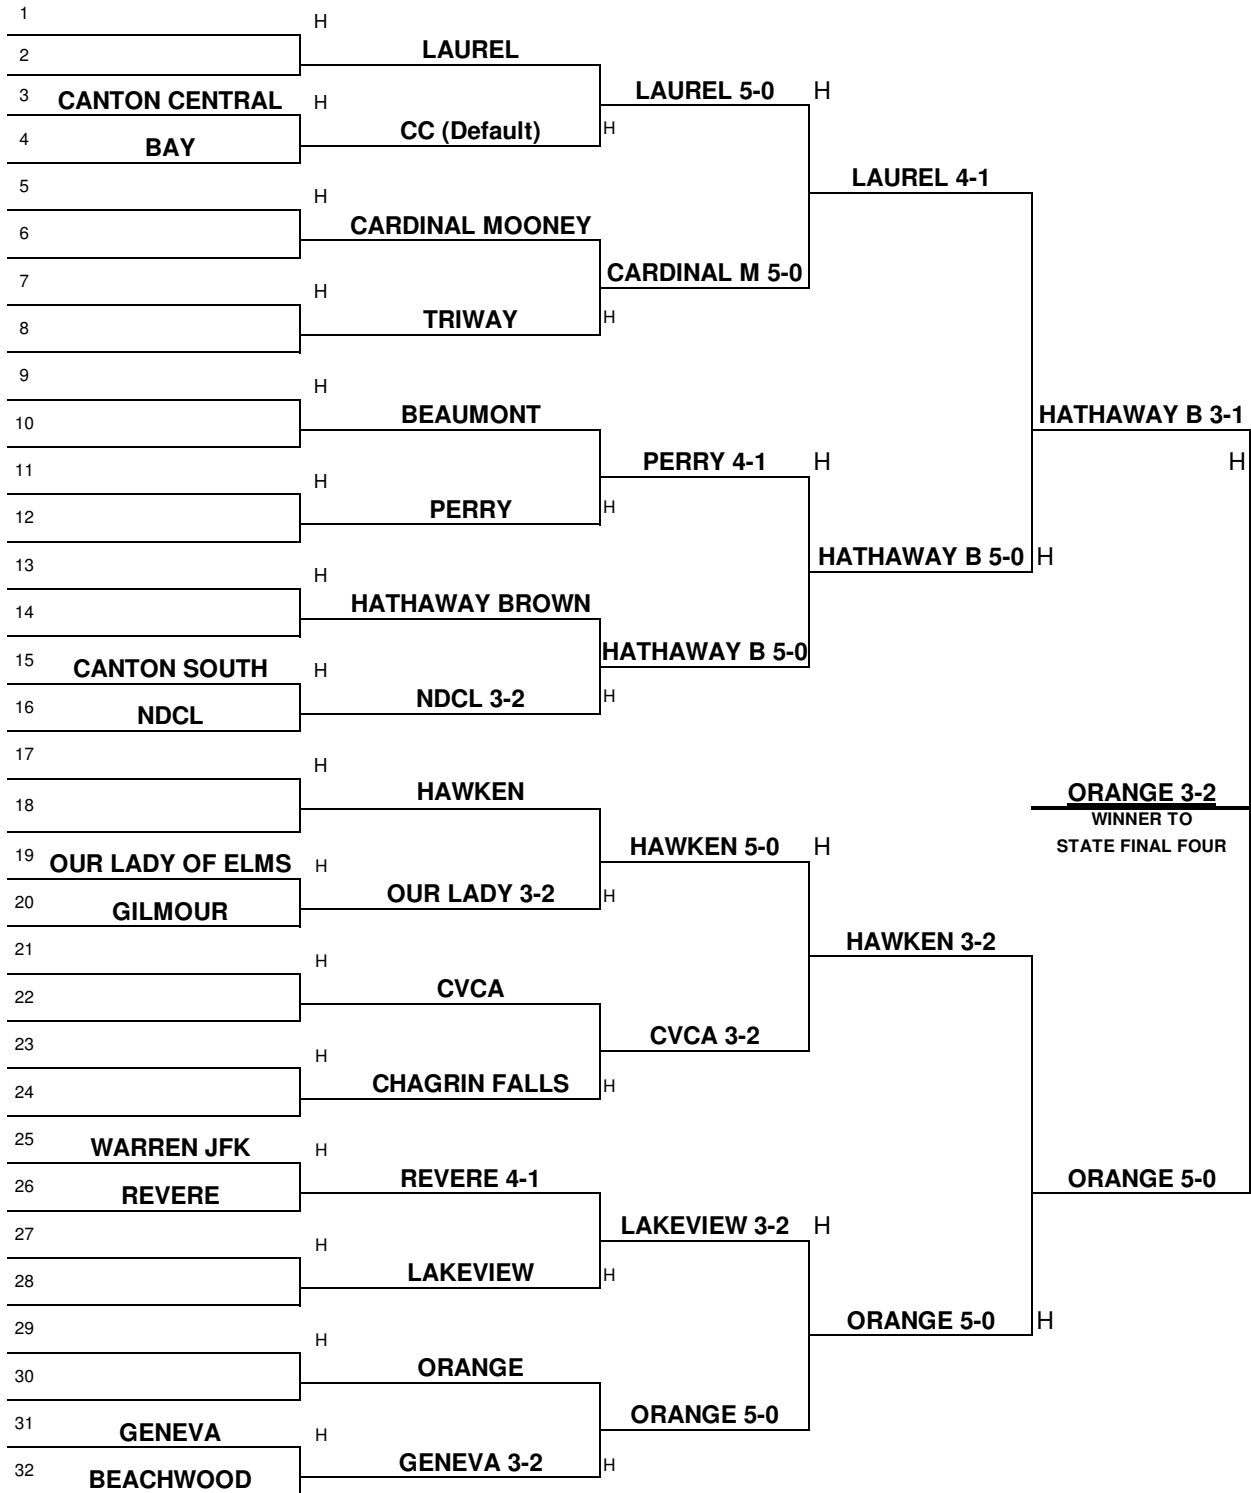 1
H
2
LAUREL
3 CANTON CENTRAL
H
LAUREL 5-0 H
4 BAY
CC (Default)
H
5
H
LAUREL 4-1
6
CARDINAL MOONEY
7
H
CARDINAL M 5-0
8
TRIWAY
H
9
H
10
BEAUMONT
HATHAWAY B 3-1
11
H
PERRY 4-1 H
H
12
PERRY
H
13
H
HATHAWAY B 5-0 H
14
HATHAWAY BROWN
15 CANTON SOUTH
H
HATHAWAY B 5-0
16 NDCL
NDCL 3-2
H
17
H
18
HAWKEN
ORANGE 3-2
WINNER TO
STATE FINAL FOUR
19 OUR LADY OF ELMS
H
HAWKEN 5-0 H
20 GILMOUR
OUR LADY 3-2
H
21
H
HAWKEN 3-2
22
CVCA
23
H
CVCA 3-2
24
CHAGRIN FALLS
H
25 WARREN JFK
H
26 REVERE
REVERE 4-1
ORANGE 5-0
27
H
LAKEVIEW 3-2 H
28
LAKEVIEW
H
29
H
ORANGE 5-0 H
30
ORANGE
31 GENEVA
H
ORANGE 5-0
32 BEACHWOOD
GENEVA 3-2
H